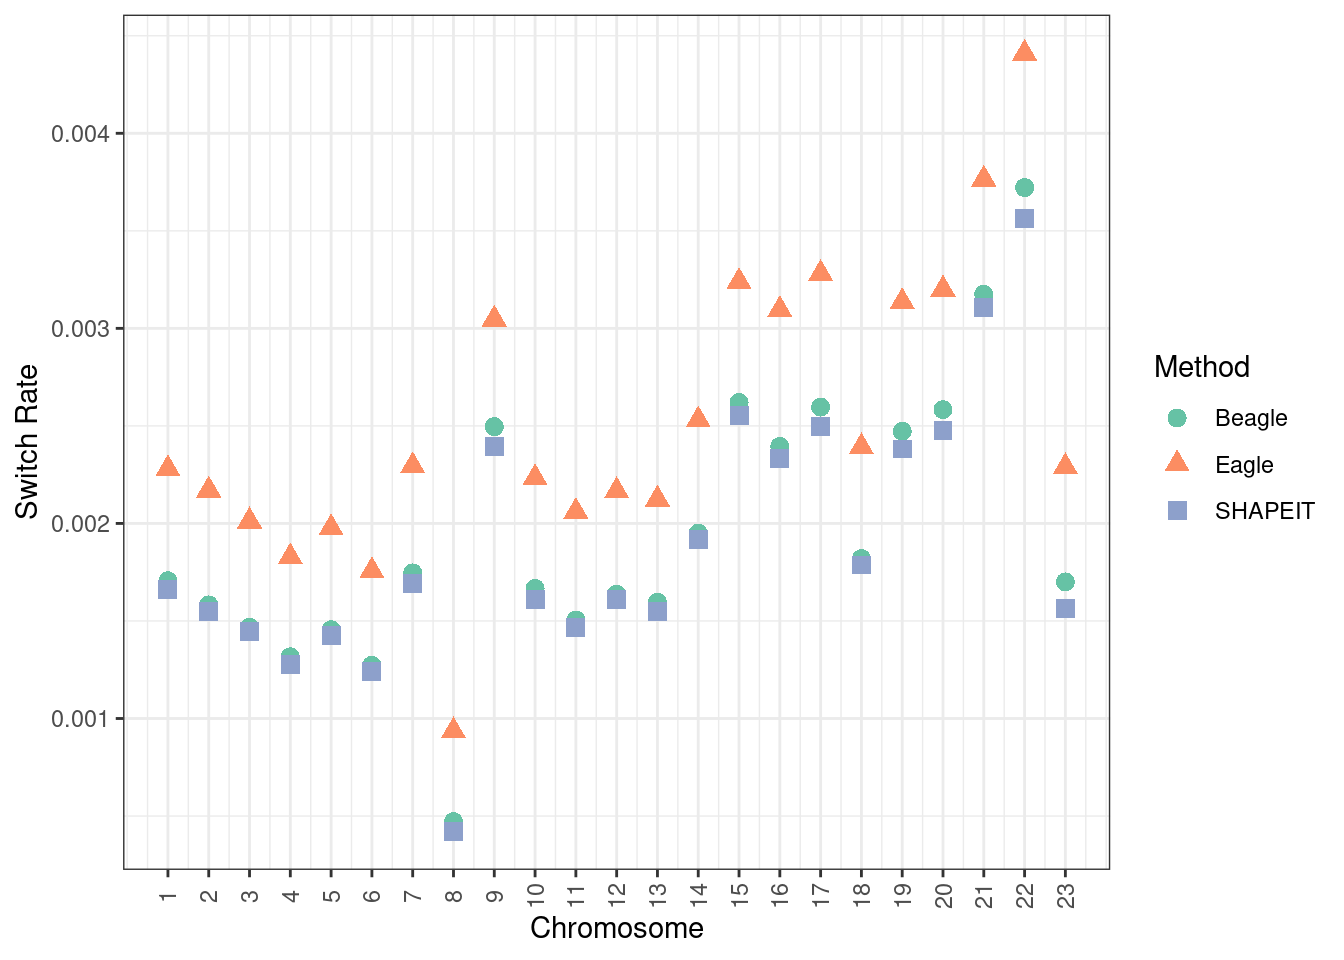 0.004
0.003
0.002
0.001
Switch Rate
1 2 3 4 5 6 7 8 9 10 11 12 13 14 15 16 17 18 19 20 21 22 23
Chromosome
Method
Beagle
Eagle
SHAPEIT